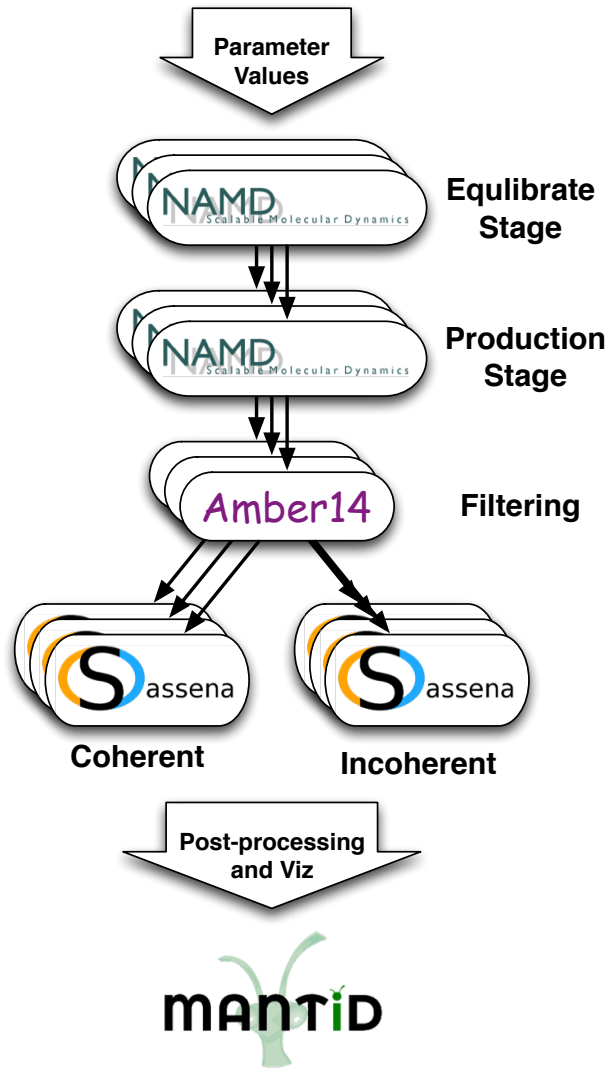 Parameter
Values
NAMD
Scalable Molecular Dynamics
Equlibrate
Stage
NAMD
Scalable Molecular Dynamics
Production
Stage
Amber14
Filtering
Sassena
Sassena
Coherent
Incoherent
Post-processing
and Viz
MANTiD